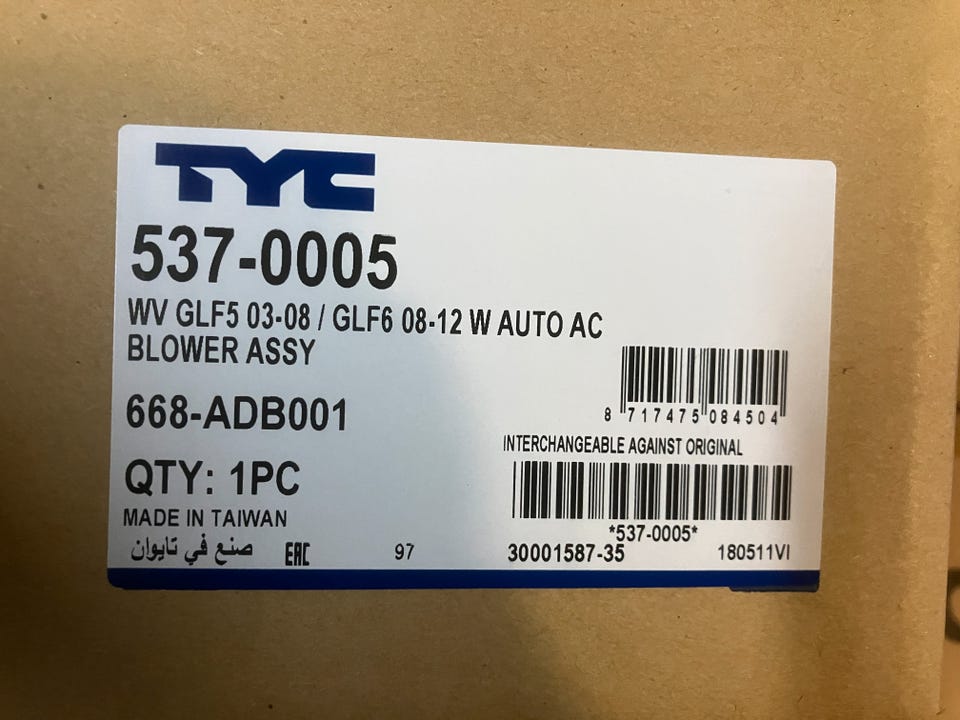 TYC
537-0005
WV GLF5 03-08 / GLF6 08-12 W AUTO AC
BLOWER ASSY
8 717475 084504
668-ADB001
INTERCHANGEABLE AGAINST ORIGINAL
QTY: 1PC
MADE IN TAIWAN
*537-0005*
صنع في تايوان EAC 97 30001587-35 180511VI